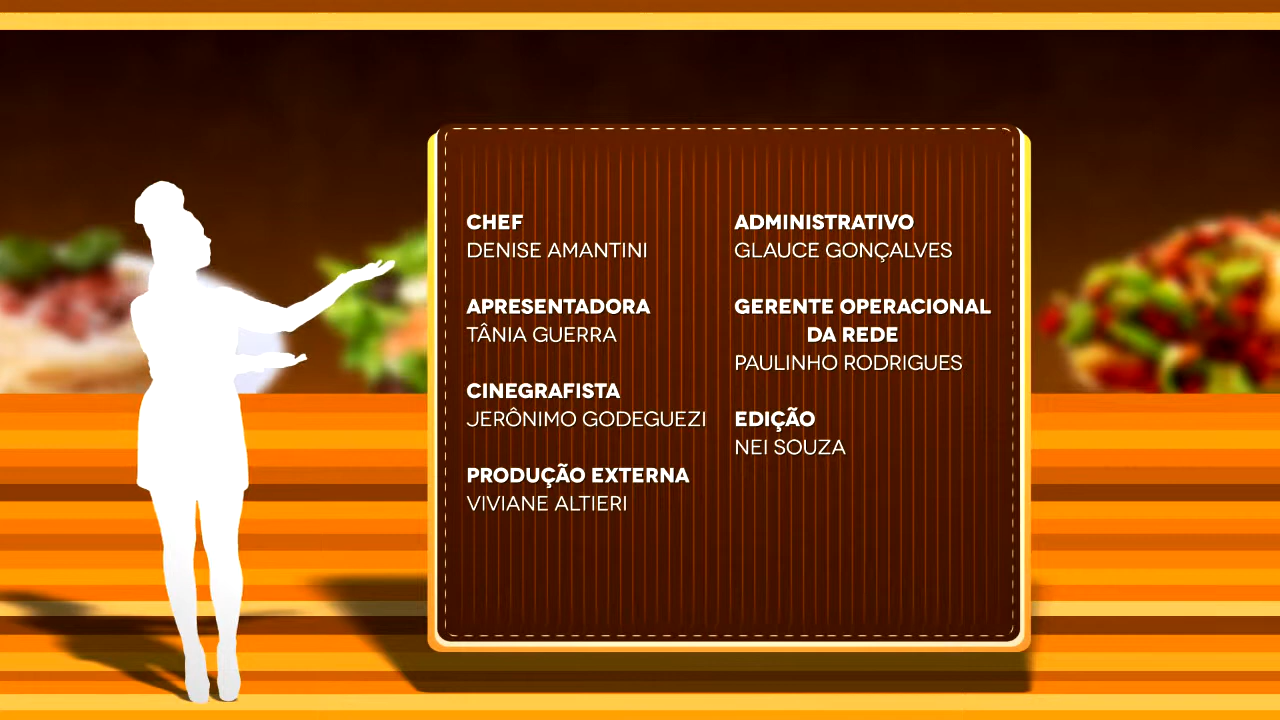 CHEF
DENISE AMANTINI
APRESENTADORA
TÂNIA GUERRA
CINEGRAFISTA
JERÔNIMO GODEGUEZI
PRODUÇÃO EXTERNA
VIVIANE ALTIERI
ADMINISTRATIVO
GLAUCE GONÇALVES
GERENTE OPERACIONAL
DA REDE
PAULINHO RODRIGUES
EDIÇÃO
NEI SOUZA